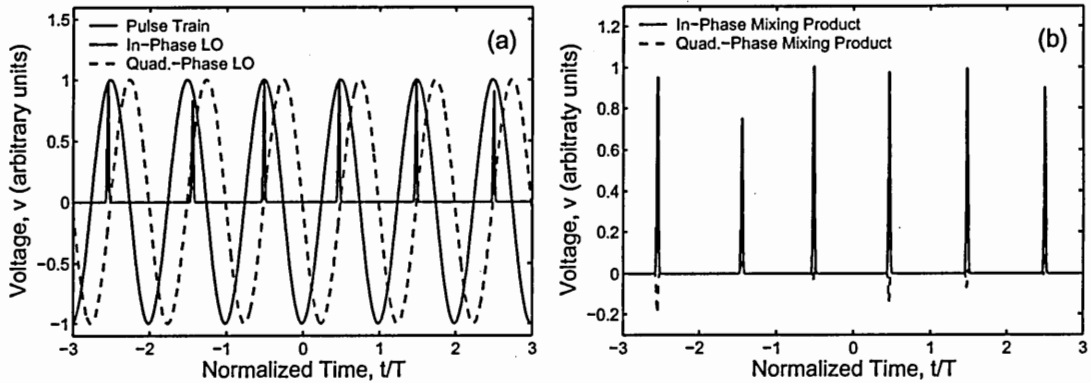 1.5
1
0.5
0
−0.5
−1
Voltage, v (arbitrary units)
Pulse Train
In−Phase LO
Quad.−Phase LO
(a)
−3 −2 −1 0 1 2 3
Normalized Time, t/T
1.2
1
0.8
0.6
0.4
0.2
0
−0.2
Voltage, v (arbitraty units)
In−Phase Mixing Product
Quad.−Phase Mixing Product
(b)
−3 −2 −1 0 1 2 3
Normalized Time, t/T